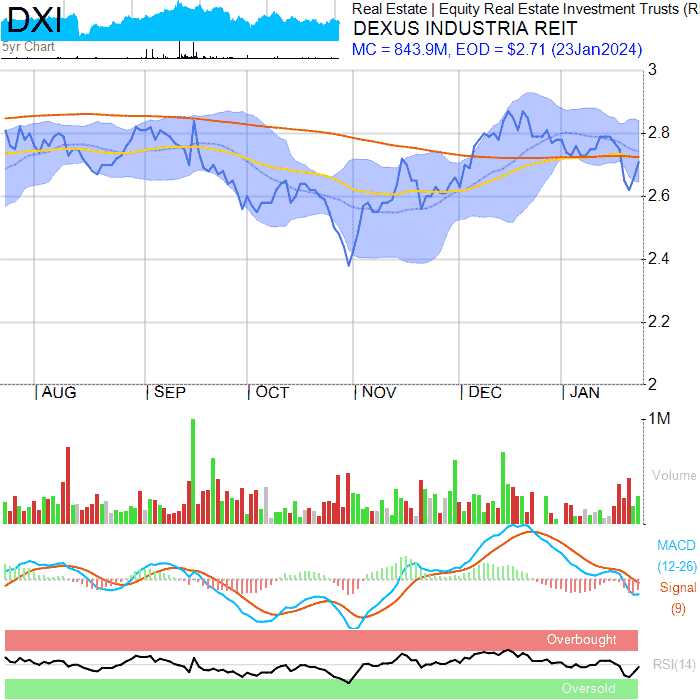 DXI
5yr Chart
Real Estate | Equity Real Estate Investment Trusts (R
DEXUS INDUSTRIA REIT
MC = 843.9M, EOD = $2.71 (23Jan2024)
3
2.8
2.6
2.4
2.2
2
AUG SEP OCT NOV DEC JAN
1M
Volume
MACD
(12-26)
Signal
(9)
Overbought
RSI(14)
Oversold